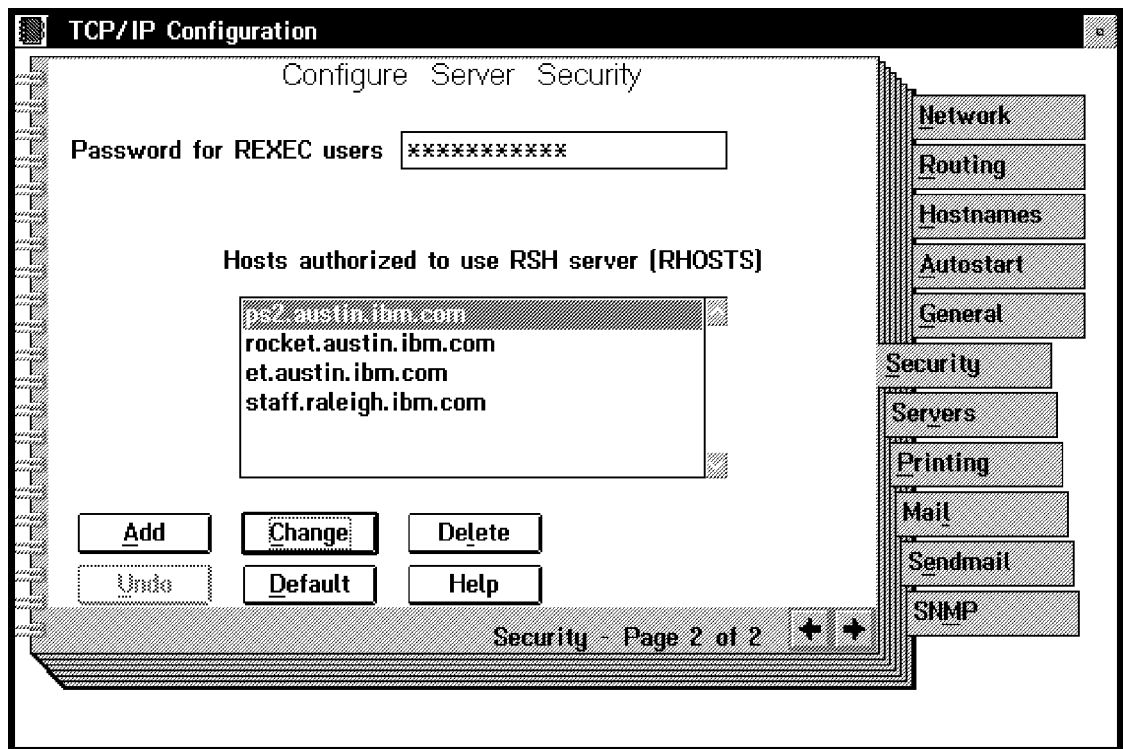 TCP/IP Configuration
Configure Server Security
Password for REXEC users ***********
Hosts authorized to use RSH server (RHOSTS)
ps2.austin.ibm.com
rocket.austin.ibm.com
et.austin.ibm.com
staff.raleigh.ibm.com
Add Change Delete
Undo Default Help
Security - Page 2 of 2
Network
Routing
Hostnames
Autostart
General
Security
Servers
Printing
Mail
Sendmail
SNMP